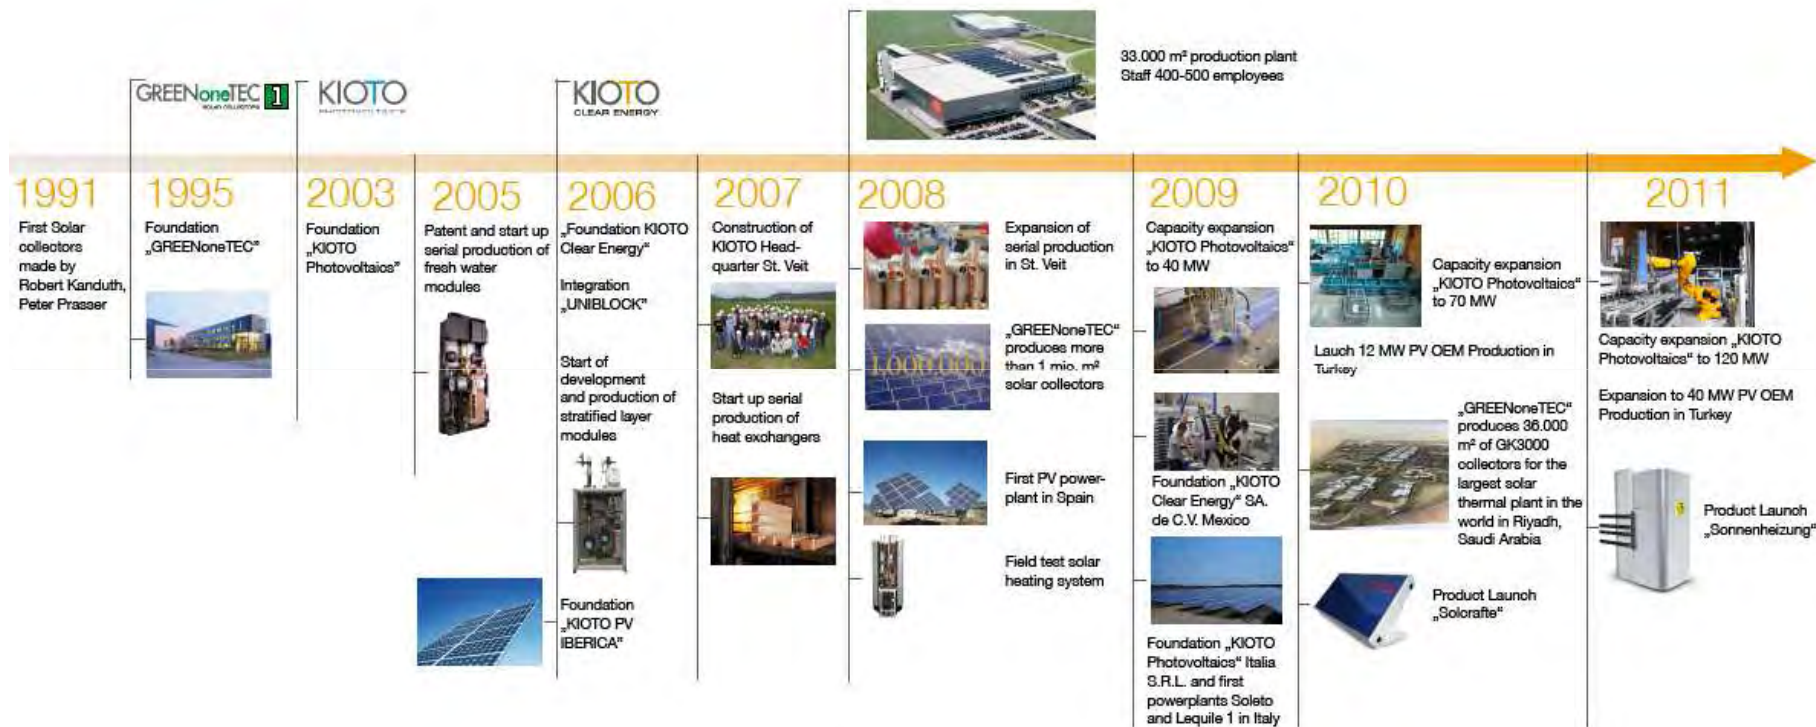 33.000 m² production plant
Staff 400-500 employees
GREENoneTEC 1
SOLAR COLLECTORS
KIOTO
PHOTOVOLTAICS
KIOTO
CLEAR ENERGY
1991
First Solar
collectors
made by
Robert Kanduth,
Peter Prasser
1995
Foundation
„GREENoneTEC"
2003
Foundation
„KIOTO
Photovoltaics"
2005
Patent and start up
serial production of
fresh water
modules
2006
„Foundation KIOTO
Clear Energy"
Integration
„UNIBLOCK"
Start of
development
and production of
stratified layer
modules
Foundation
„KIOTO PV
IBERICA"
2007
Construction of
KIOTO Head-
quarter St. Veit
Start up serial
production of
heat exchangers
2008
Expansion of
serial production
in St. Veit
1,000.000
„GREENoneTEC"
produces more
than 1 mio. m²
solar collectors
First PV power-
plant in Spain
Field test solar
heating system
2009
Capacity expansion
„KIOTO Photovoltaics"
to 40 MW
Foundation „KIOTO
Clear Energy" SA.
de C.V. Mexico
Foundation „KIOTO
Photovoltaics" Italia
S.R.L. and first
powerplants Soleto
and Lequile 1 in Italy
2010
Capacity expansion
„KIOTO Photovoltaics"
to 70 MW
Lauch 12 MW PV OEM Production in
Turkey
„GREENoneTEC"
produces 36.000
m² of GK3000
collectors for the
largest solar
thermal plant in the
world in Riyadh,
Saudi Arabia
Product Launch
„Solcrafte"
2011
Capacity expansion „KIOTO
Photovoltaics" to 120 MW
Expansion to 40 MW PV OEM
Production in Turkey
Product Launch
„Sonnenheizung"